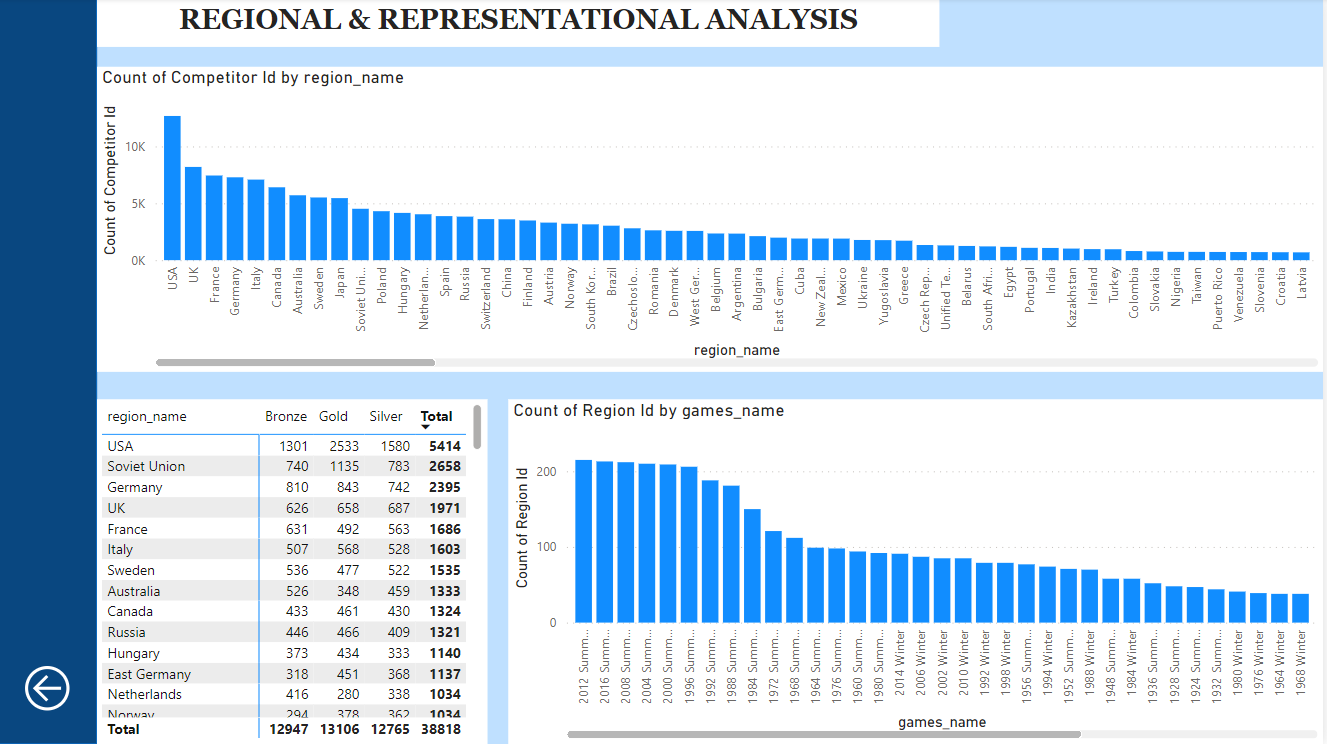 REGIONAL & REPRESENTATIONAL ANALYSIS
Count of Competitor Id by region_name
Count of Competitor Id
10K
5K
0K
USA
UK
France
Germany
Italy
Canada
Australia
Sweden
Japan
Soviet Uni...
Poland
Hungary
Netherlan...
Spain
Russia
Switzerland
China
Finland
Austria
Norway
South Kor...
Brazil
Czechoslo...
Romania
Denmark
West Ger...
Belgium
Argentina
Bulgaria
East Germ...
Cuba
New Zeal...
Mexico
Ukraine
Yugoslavia
Greece
Czech Rep...
Unified Te...
Belarus
South Afri...
Egypt
Portugal
India
Kazakhstan
Ireland
Turkey
Colombia
Slovakia
Nigeria
Taiwan
Puerto Rico
Venezuela
Slovenia
Croatia
Latvia
region_name
region_name Bronze Gold Silver Total
USA 1301 2533 1580 5414
Soviet Union 740 1135 783 2658
Germany 810 843 742 2395
UK 626 658 687 1971
France 631 492 563 1686
Italy 507 568 528 1603
Sweden 536 477 522 1535
Australia 526 348 459 1333
Canada 433 461 430 1324
Russia 446 466 409 1321
Hungary 373 434 333 1140
East Germany 318 451 368 1137
Netherlands 416 280 338 1034
Norway 294 378 362 1034
Total 12947 13106 12765 38818
Count of Region Id by games_name
Count of Region Id
200
100
0
2012 Summ...
2016 Summ...
2008 Summ...
2004 Summ...
2000 Summ...
1996 Summ...
1992 Summ...
1988 Summ...
1984 Summ...
1972 Summ...
1968 Summ...
1964 Summ...
1976 Summ...
1960 Summ...
1980 Summ...
2014 Winter
2006 Winter
2002 Winter
2010 Winter
1992 Winter
1998 Winter
1956 Summ...
1994 Winter
1952 Summ...
1988 Winter
1948 Summ...
1984 Winter
1936 Summ...
1928 Summ...
1924 Summ...
1932 Summ...
1980 Winter
1976 Winter
1964 Winter
1968 Winter
games_name